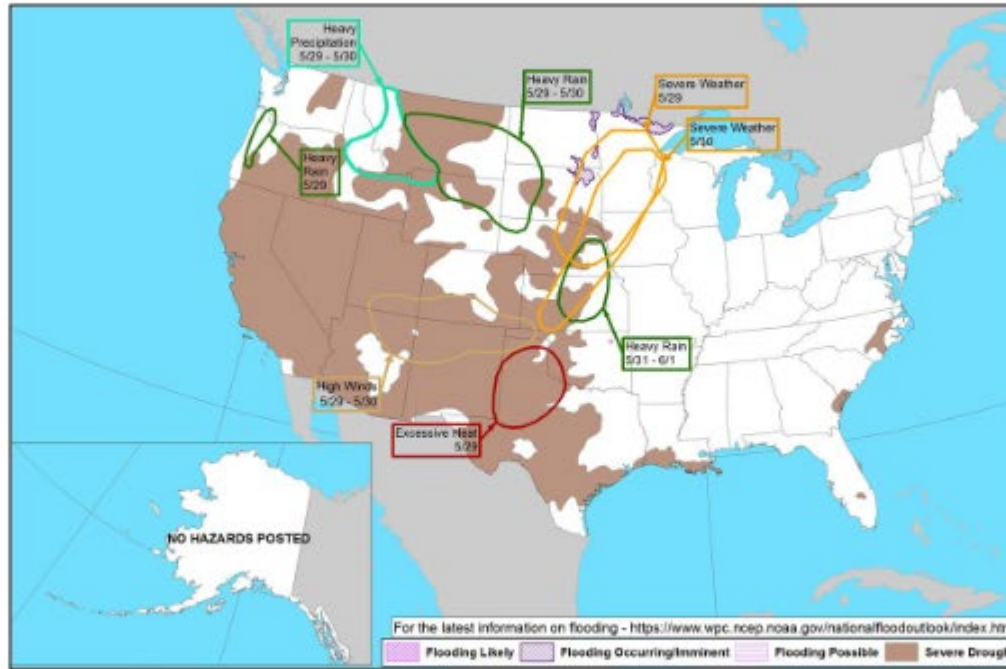 Heavy
Precipitation
5/29 - 5/30
Heavy Rain
5/29 - 5/30
Severe Weather
5/29
Severe Weather
5/30
Heavy
Rain
5/29
Heavy Rain
5/31 - 6/1
High Winds
5/29 - 5/30
Excessive Heat
5/29
NO HAZARDS POSTED
For the latest information on flooding - https://www.wpc.ncep.noaa.gov/nationalfloodoutlook/index.htm
Flooding Likely
Flooding Occurring/Imminent
Flooding Possible
Severe Drough